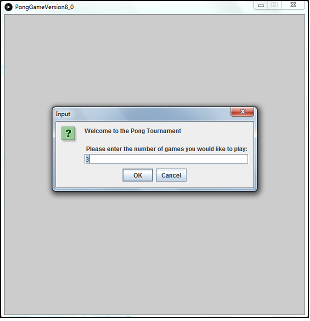 PongGameVersion8_0
Input
Welcome to the Pong Tournament
Please enter the number of games you would like to play:
3
OK
Cancel